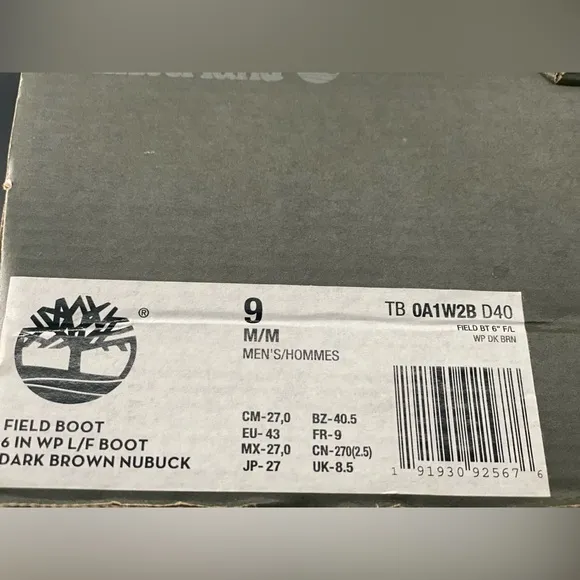 Timberland
®
9
M/M
MEN'S/HOMMES
TB 0A1W2B D40
FIELD BT 6" F/L
WP DK BRN
FIELD BOOT
6 IN WP L/F BOOT
DARK BROWN NUBUCK
CM-27,0 BZ-40.5
EU- 43 FR-9
MX-27,0 CN-270(2.5)
JP- 27 UK-8.5
1 91930 92567 6